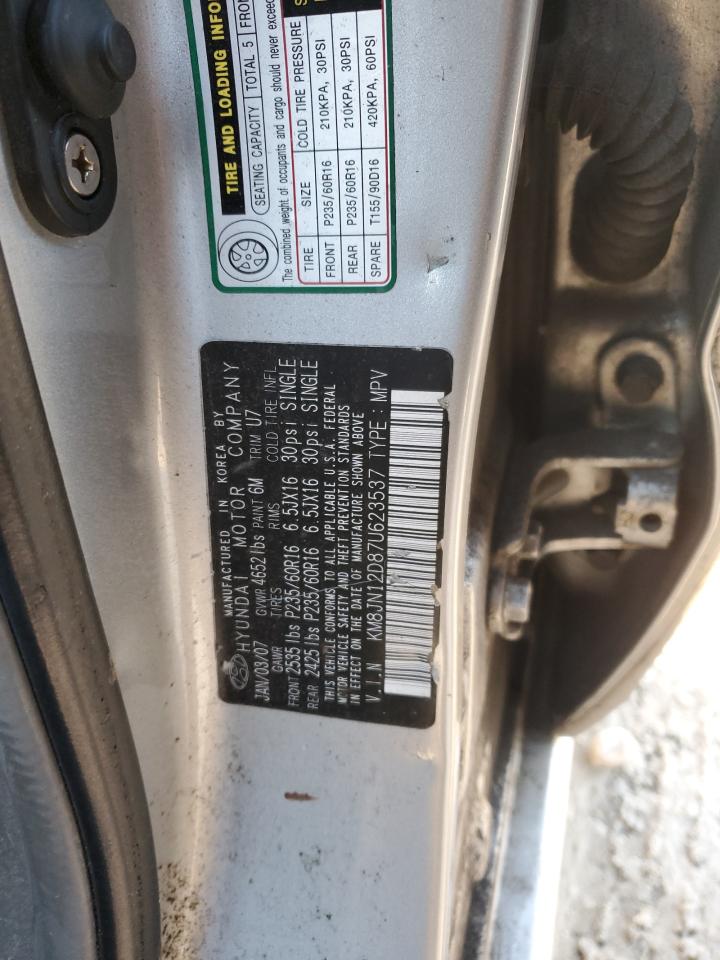 TIRE AND LOADING
SEATING CAPACITY TOTAL 5
The combined weight of occupants and cargo should never exceed
TIRE SIZE COLD TIRE PRESSURE
FRONT P235/60R16 210KPA, 30PSI
REAR P235/60R16 210KPA, 30PSI
SPARE T155/90D16 420KPA, 60PSI
MANUFACTURED IN KOREA BY
HYUNDAI MOTOR COMPANY
JAN/03/07 GVWR 4652 lbs PAINT 6M TRIM U7
GAWR TIRES RIMS COLD TIRE INFL
FRONT 2535 lbs P235/60R16 6.5JX16 30psi SINGLE
REAR 2425 lbs P235/60R16 6.5JX16 30psi SINGLE
THIS VEHICLE CONFORMS TO ALL APPLICABLE U.S.A. FEDERAL
MOTOR VEHICLE SAFETY AND THEFT PREVENTION STANDARDS
IN EFFECT ON THE DATE OF MANUFACTURE SHOWN ABOVE
V.I.N KM8JN12D87U623537 TYPE: MPV